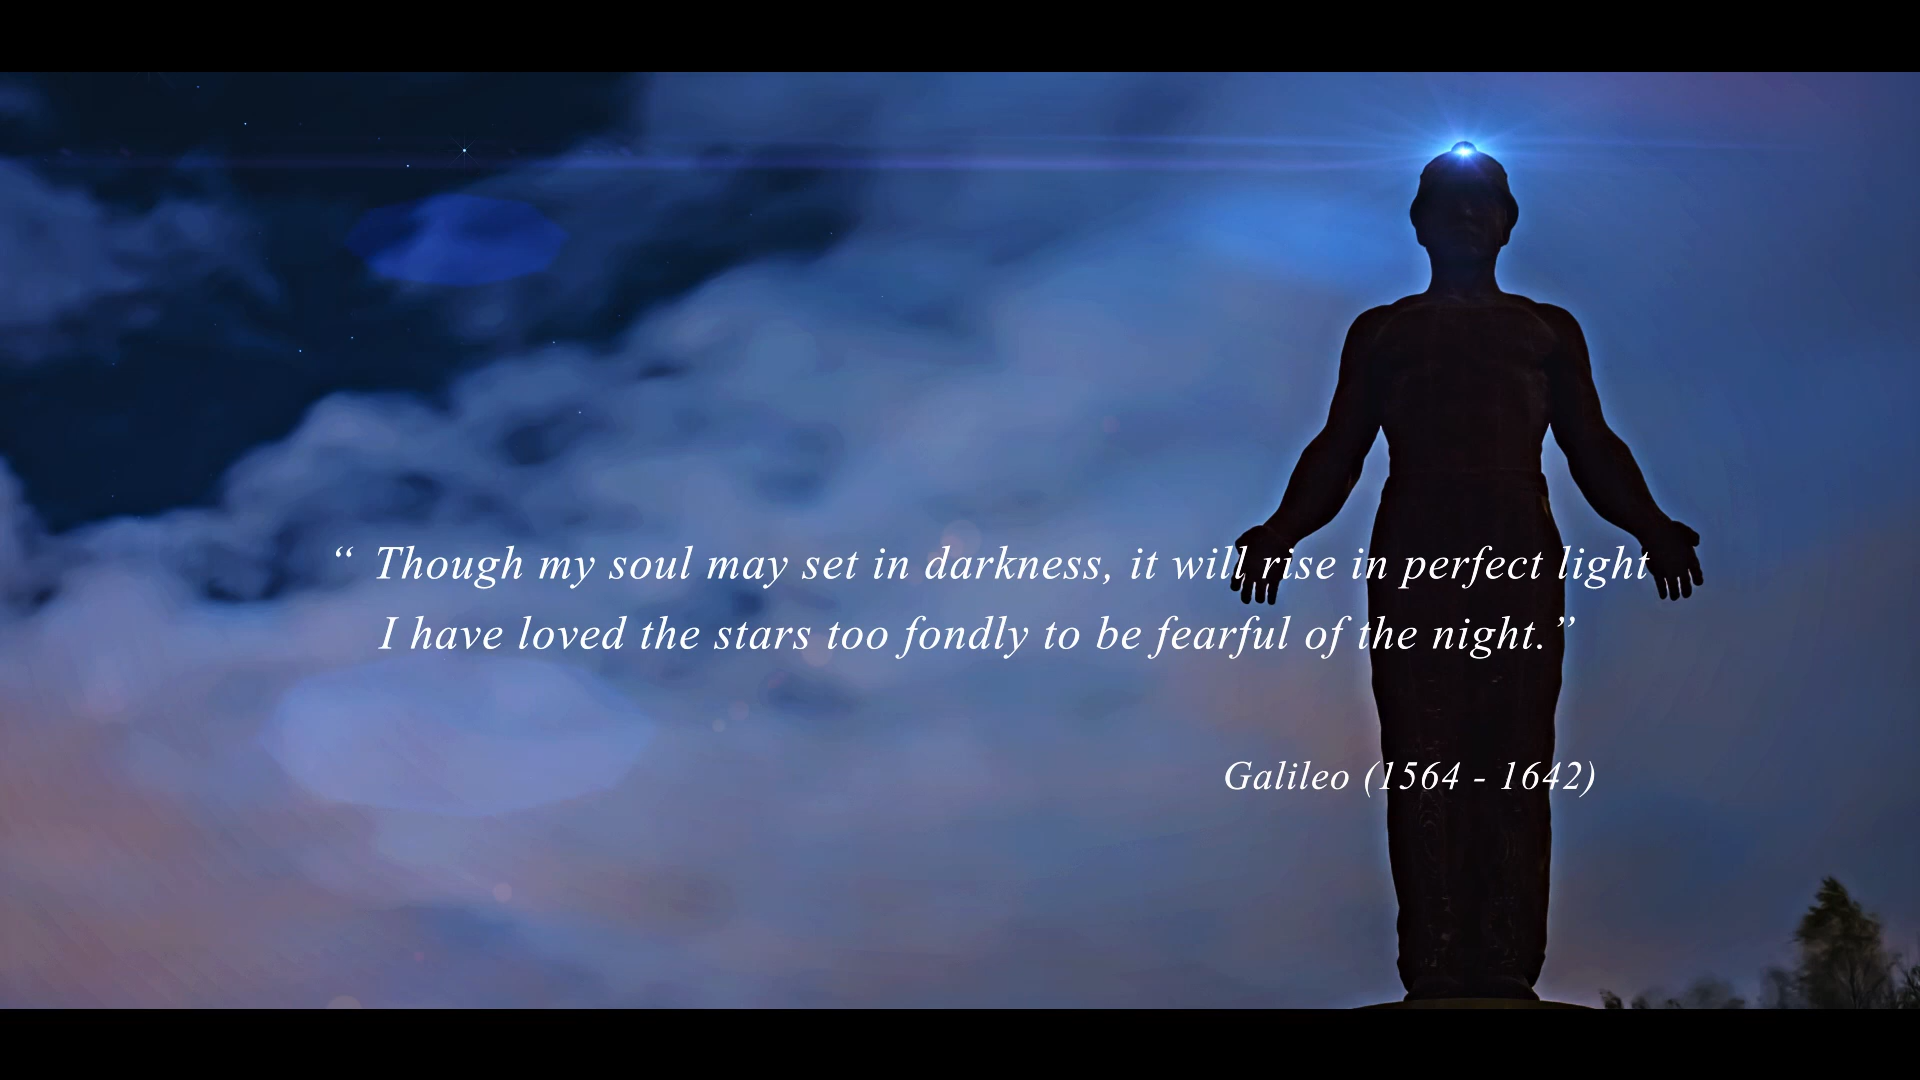 “ Though my soul may set in darkness, it will rise in perfect light
I have loved the stars too fondly to be fearful of the night.”
Galileo (1564 - 1642)